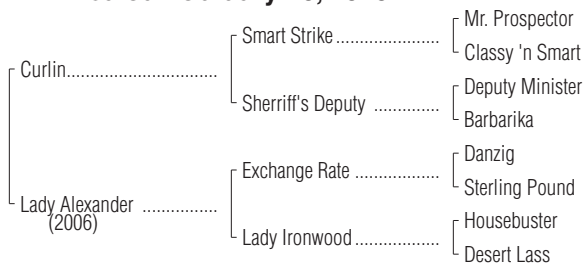 Mr. Prospector
Smart Strike ......................
Classy 'n Smart
Curlin................................
Deputy Minister
Sherriff's Deputy ..............
Barbarika
Danzig
Exchange Rate ..................
Sterling Pound
Lady Alexander ................
(2006)
Housebuster
Lady Ironwood ..................
Desert Lass